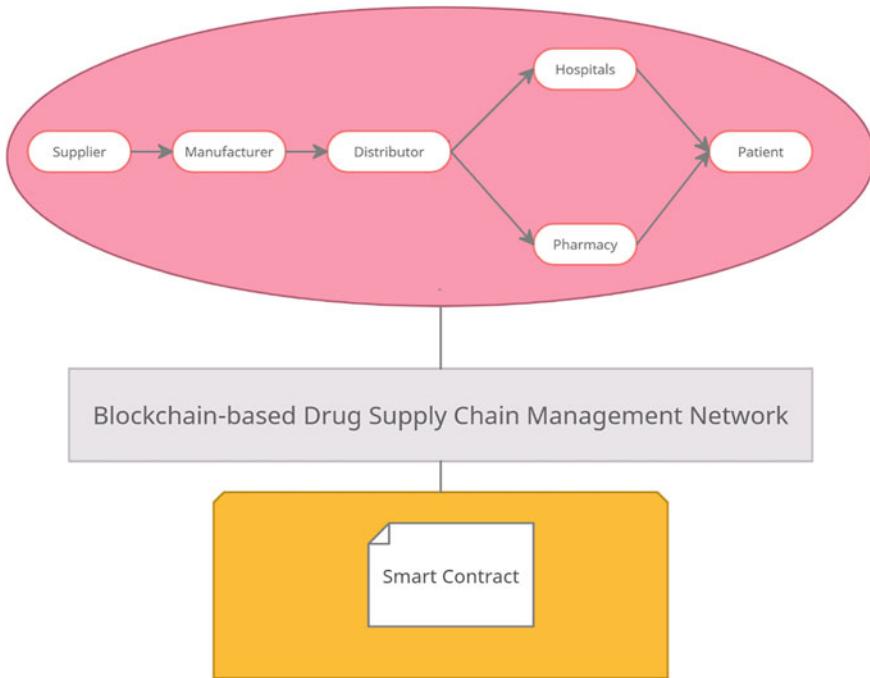 Hospitals
Supplier
Manufacturer
Distributor
Patient
Pharmacy
Blockchain-based Drug Supply Chain Management Network
Smart Contract